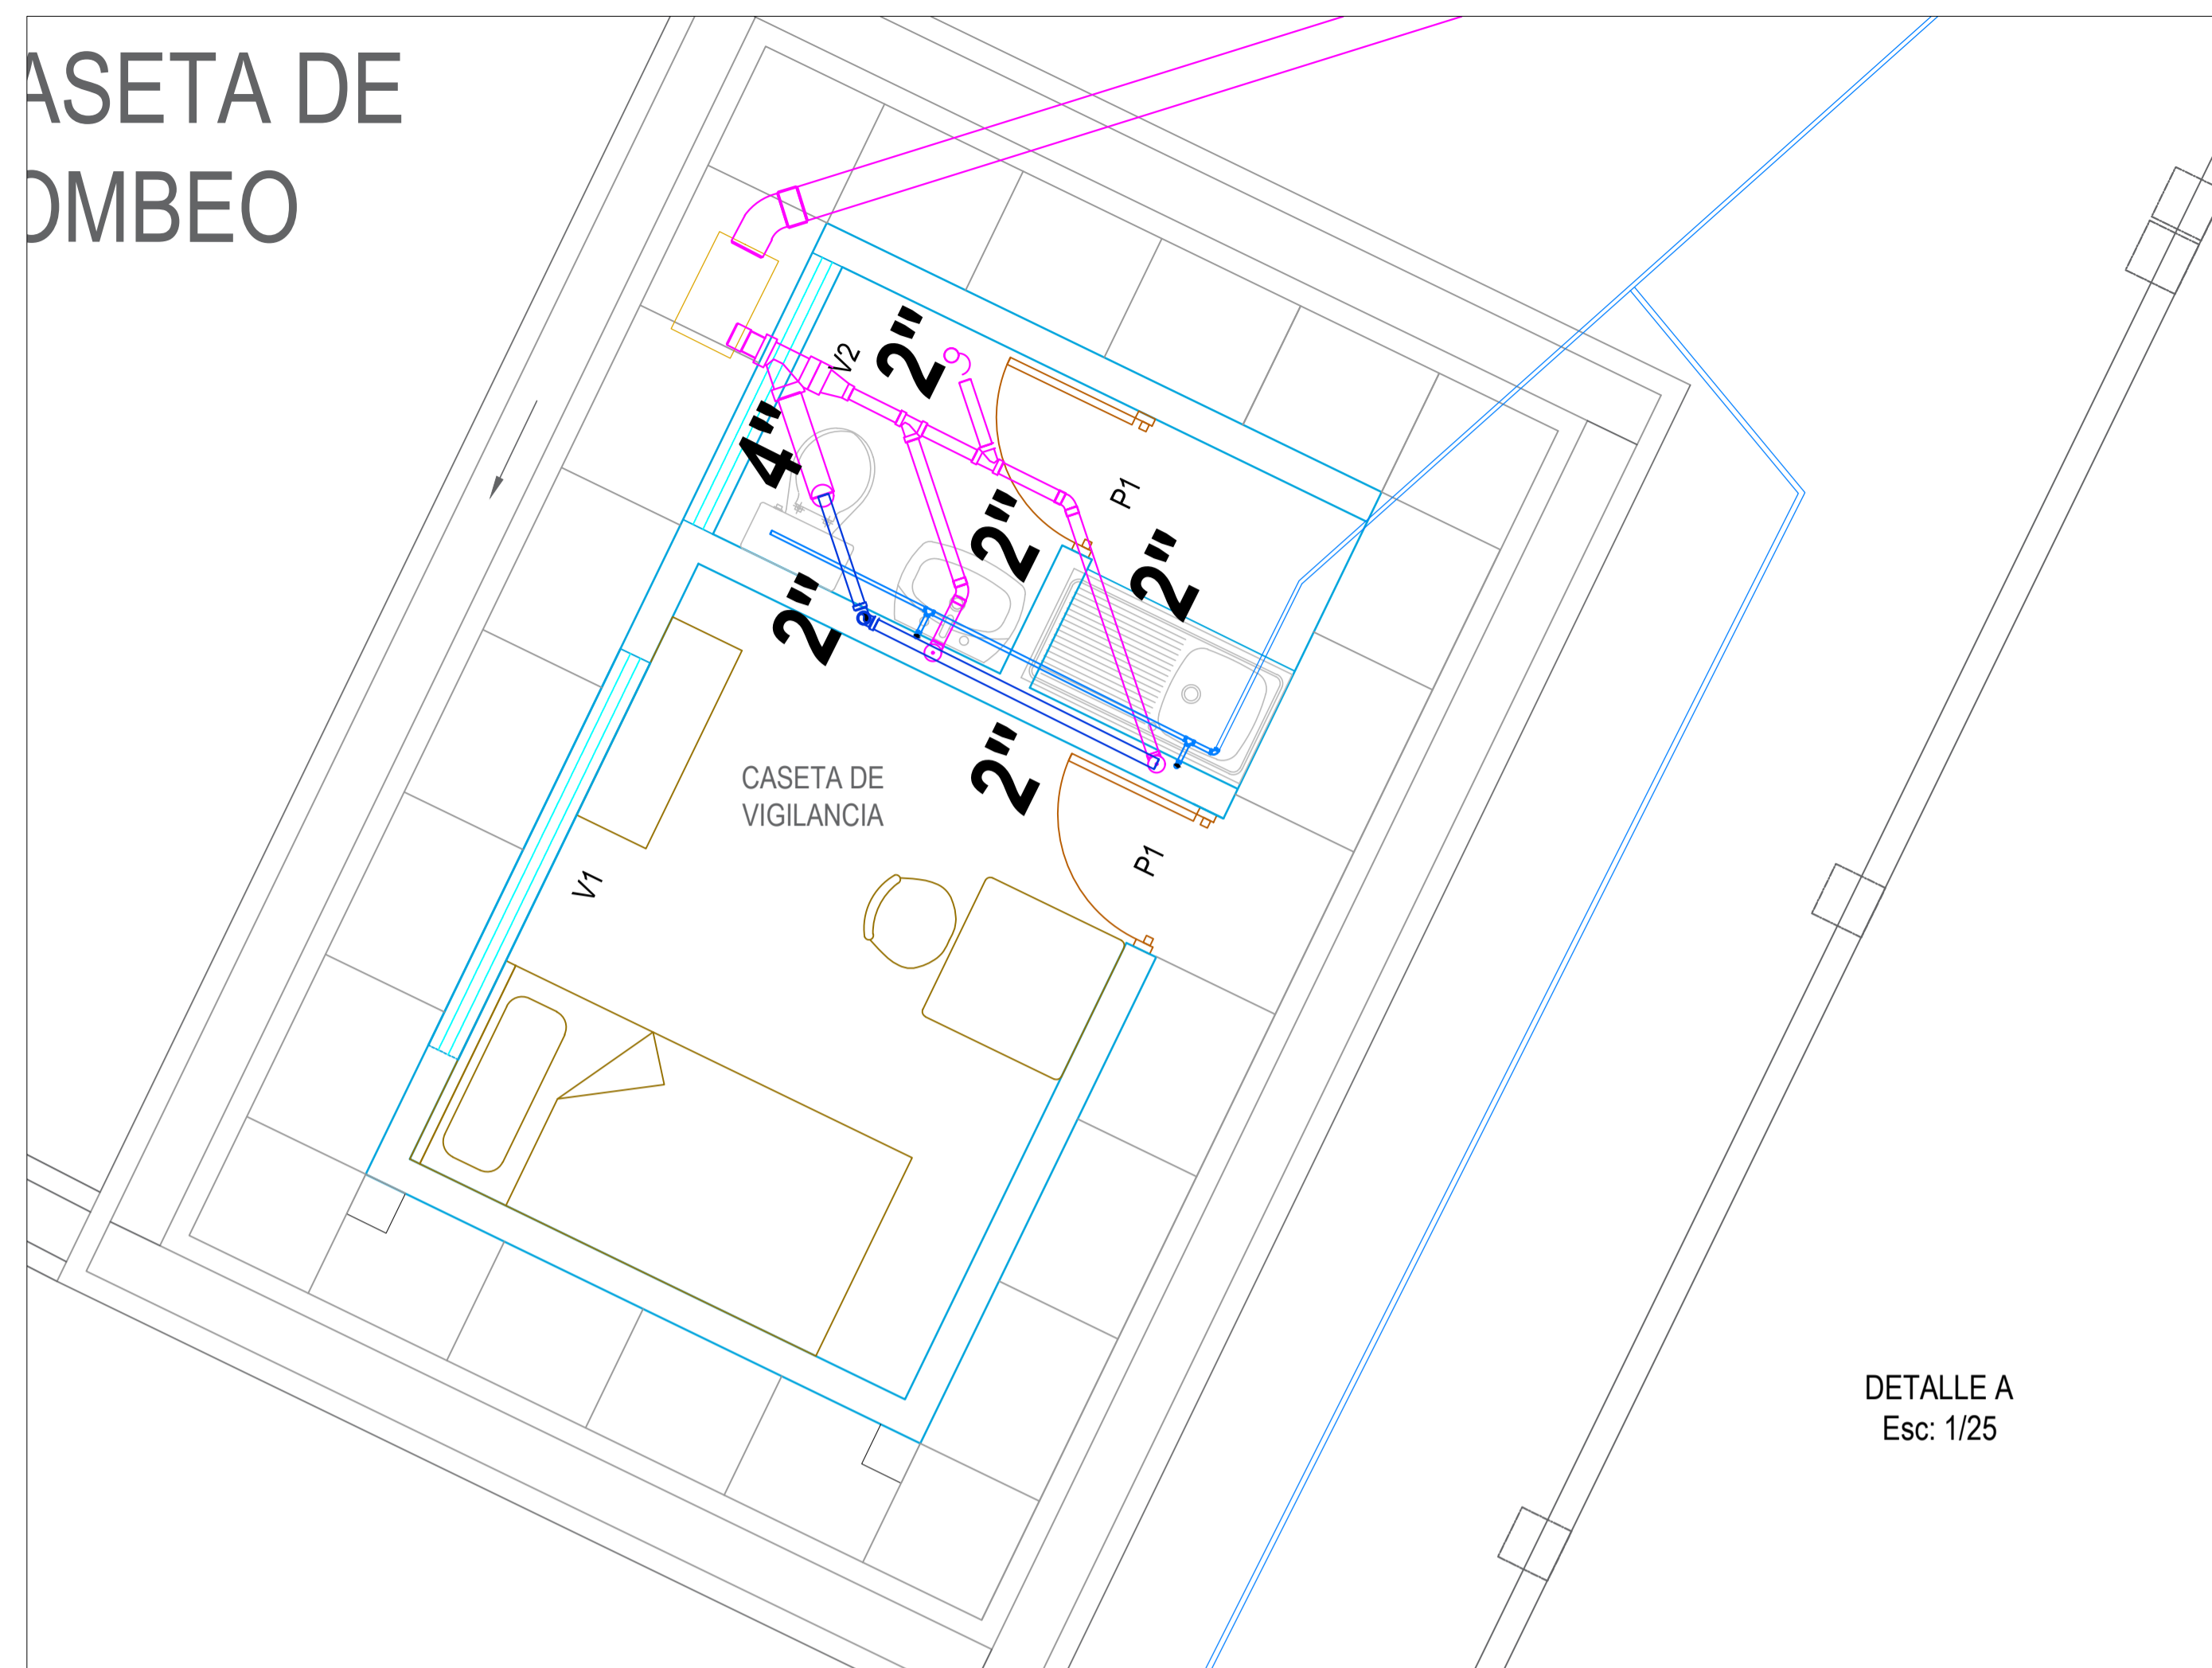 ASETA DE
OMBEO
V2
2"
4"
2"
P1
2"
2"
2"
CASETA DE
VIGILANCIA
P1
V1
DETALLE A
Esc: 1/25